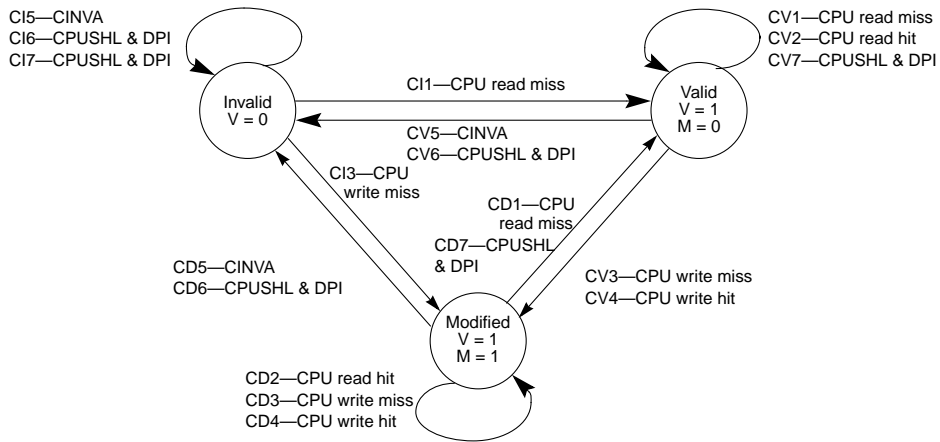 CI5—CINVA
CI6—CPUSHL & DPI
CI7—CPUSHL & DPI
CV1—CPU read miss
CV2—CPU read hit
CV7—CPUSHL & DPI
CI1—CPU read miss
Invalid
V = 0
Valid
V = 1
M = 0
CV5—CINVA
CV6—CPUSHL & DPI
CI3—CPU
write miss
CD1—CPU
read miss
CD7—CPUSHL
& DPI
CD5—CINVA
CD6—CPUSHL & DPI
CV3—CPU write miss
CV4—CPU write hit
Modified
V = 1
M = 1
CD2—CPU read hit
CD3—CPU write miss
CD4—CPU write hit